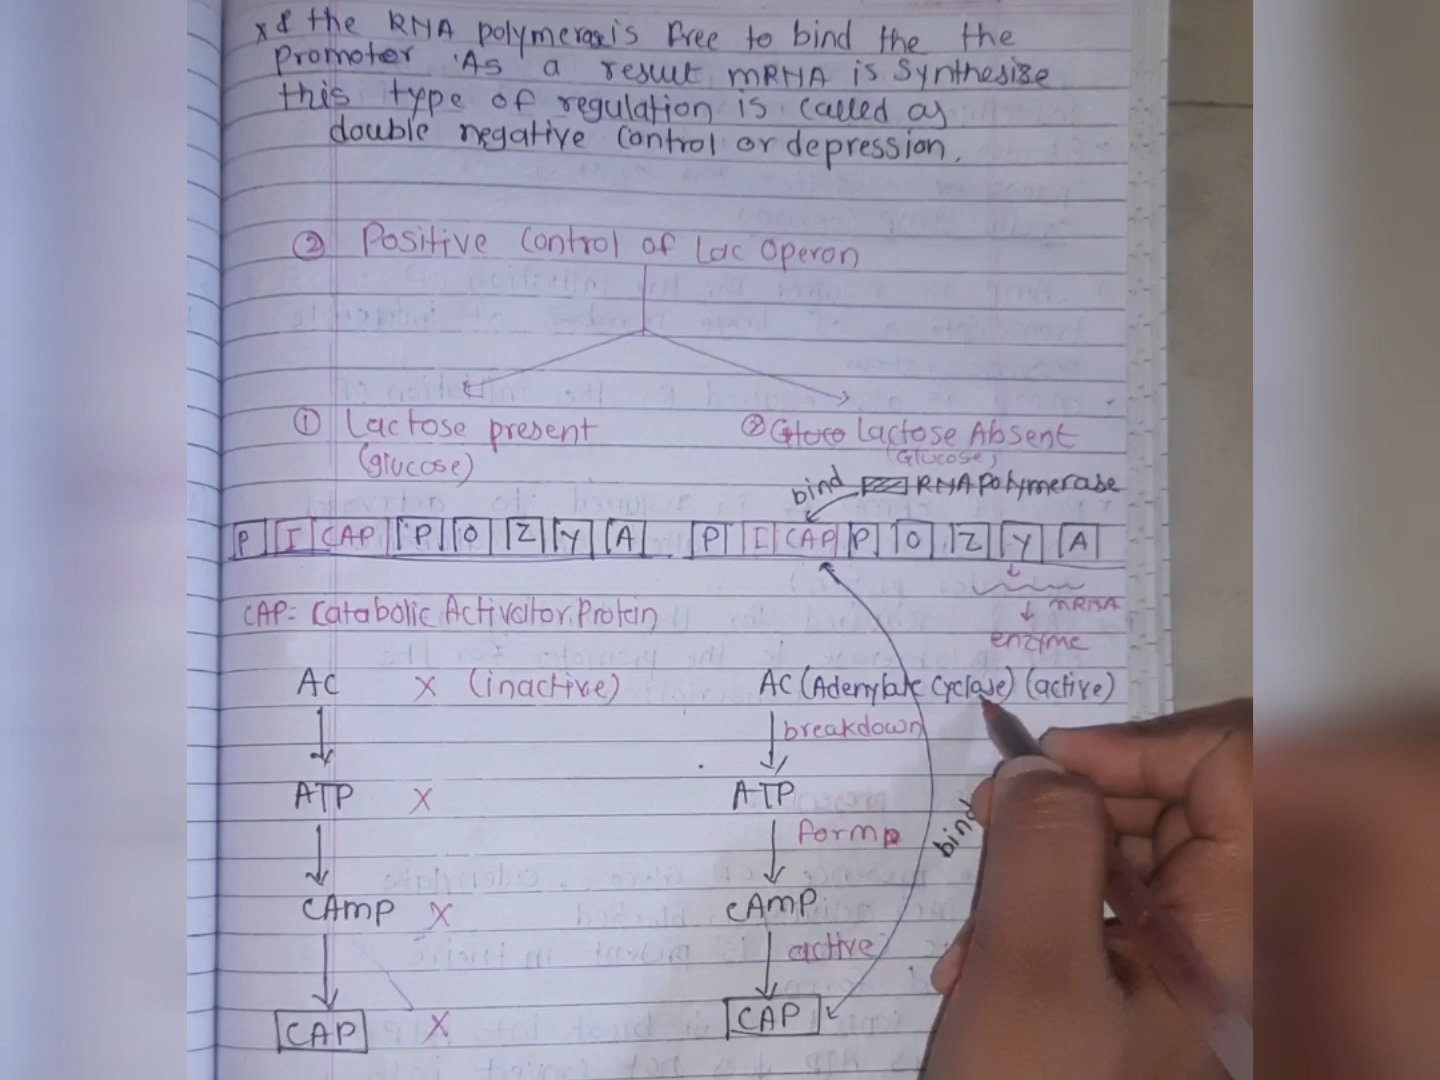 & the RNA polymerase is free to bind the the
promoter. As a result mRNA is Synthesize
this type of regulation is called as
double negative control or depression.
② Positive Control of Lac Operon
① Lactose present
(glucose)
② Lactose Absent
(Glucose)
bind RNA polymerase
P I CAP P O Z Y A P I CAP P O Z Y A
mRNA
enzyme
CAP- Catabolic Activator Protein
AC X (inactive)
AC (Adenylate Cyclase) (active)
breakdown
ATP X
ATP
form
bind
CAMP X
CAMP
active
CAP X
CAP